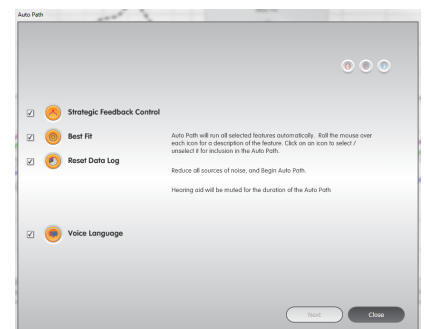 Auto Path
Strategic Feedback Control
Best Fit
Auto Path will run all selected features automatically. Roll the mouse over
each icon for a description of the feature. Click on an icon to select /
unselect it for inclusion in the Auto Path.
Reset Data Log
Reduce all sources of noise, and Begin Auto Path.
Hearing aid will be muted for the duration of the Auto Path
Voice Language
Next
Close